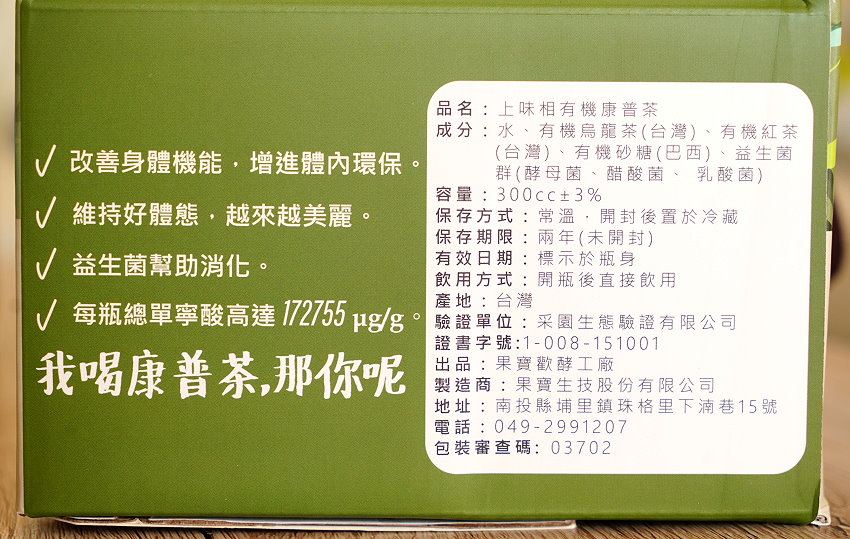 改善身體機能，增進體內環保。
維持好體態，越來越美麗。
益生菌幫助消化。
每瓶總單寧酸高達 172755 μg/g。
我喝康普茶,那你呢
品名：上味相有機康普茶
成分：水、有機烏龍茶(台灣)、有機紅茶
(台灣)、有機砂糖(巴西)、益生菌
群(酵母菌、醋酸菌、 乳酸菌)
容量：300cc±3%
保存方式：常溫，開封後置於冷藏
保存期限：兩年(未開封)
有效日期：標示於瓶身
飲用方式：開瓶後直接飲用
產地：台灣
驗證單位：采園生態驗證有限公司
證書字號:1-008-151001
出品：果寶歡酵工廠
製造商：果寶生技股份有限公司
地址：南投縣埔里鎮珠格里下湳巷15號
電話：049-2991207
包裝審查碼: 03702